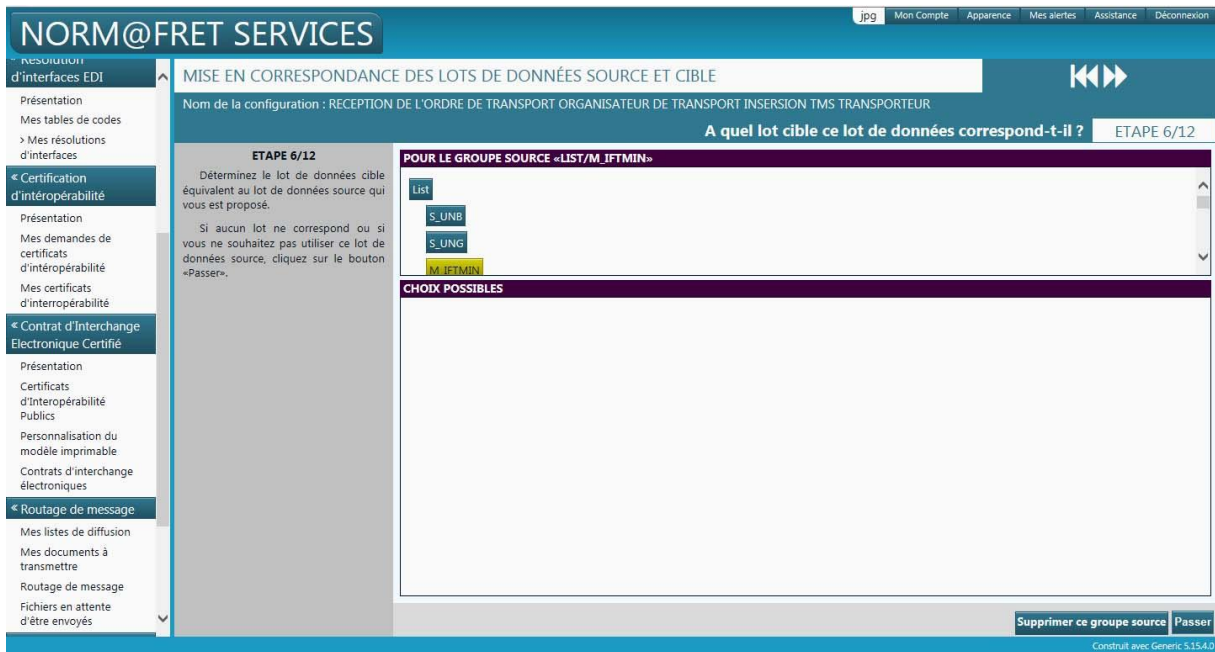 NORM@FRET SERVICES
jpg
Mon Compte
Apparence
Mes alertes
Assistance
Déconnexion
« Résolution
d'interfaces EDI
Présentation
Mes tables de codes
> Mes résolutions
d'interfaces
« Certification
d'intéropérabilité
Présentation
Mes demandes de
certificats
d'intéropérabilité
Mes certificats
d'interropérabilité
« Contrat d'Interchange
Electronique Certifié
Présentation
Certificats
d'Interopérabilité
Publics
Personnalisation du
modèle imprimable
Contrats d'interchange
électroniques
« Routage de message
Mes listes de diffusion
Mes documents à
transmettre
Routage de message
Fichiers en attente
d'être envoyés
MISE EN CORRESPONDANCE DES LOTS DE DONNÉES SOURCE ET CIBLE
Nom de la configuration : RECEPTION DE L'ORDRE DE TRANSPORT ORGANISATEUR DE TRANSPORT INSERSION TMS TRANSPORTEUR
A quel lot cible ce lot de données correspond-t-il ?
ETAPE 6/12
ETAPE 6/12
Déterminez le lot de données cible
équivalent au lot de données source qui
vous est proposé.
Si aucun lot ne correspond ou si
vous ne souhaitez pas utiliser ce lot de
données source, cliquez sur le bouton
«Passer».
POUR LE GROUPE SOURCE «LIST/M_IFTMIN»
List
S_UNB
S_UNG
M_IFTMIN
CHOIX POSSIBLES
Supprimer ce groupe source
Passer
Construit avec Generic 5.15.4.0